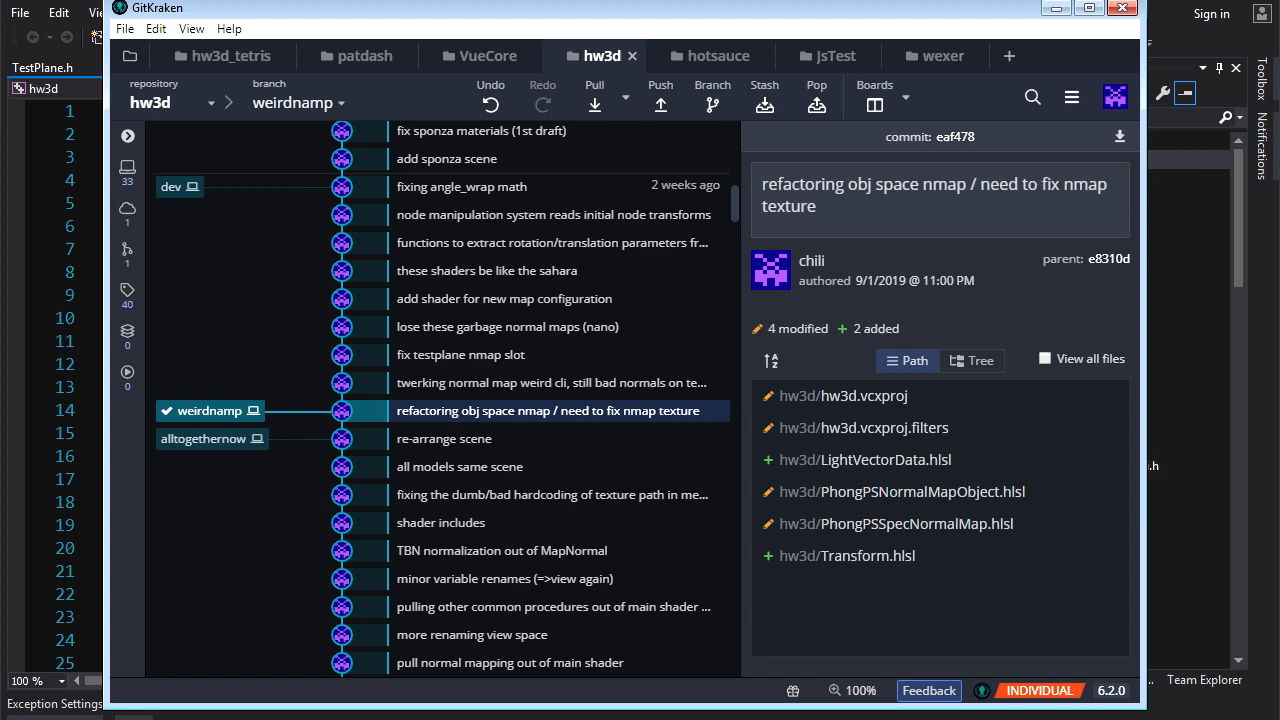 File Edit Vi
Sign in
TestPlane.h
hw3d
1
2
3
4
5
6
7
8
9
10
11
12
13
14
15
16
17
18
19
20
21
22
23
24
25
100 %
Exception Settings
GitKraken
File Edit View Help
hw3d_tetris patdash VueCore hw3d hotsauce JsTest wexer
repository
hw3d
branch
weirdnamp
Undo Redo Pull Push Branch Stash Pop Boards
33
1
1
40
0
0
fix sponza materials (1st draft)
add sponza scene
dev fixing angle_wrap math 2 weeks ago
node manipulation system reads initial node transforms
functions to extract rotation/translation parameters fr...
these shaders be like the sahara
add shader for new map configuration
lose these garbage normal maps (nano)
fix testplane nmap slot
twerking normal map weird cli, still bad normals on te...
weirdnamp refactoring obj space nmap / need to fix nmap texture
alltogethernow re-arrange scene
all models same scene
fixing the dumb/bad hardcoding of texture path in me...
shader includes
TBN normalization out of MapNormal
minor variable renames (=>view again)
pulling other common procedures out of main shader ...
more renaming view space
pull normal mapping out of main shader
commit: eaf478
refactoring obj space nmap / need to fix nmap
texture
chili
authored 9/1/2019 @ 11:00 PM
parent: e8310d
4 modified 2 added
Path Tree View all files
hw3d/hw3d.vcxproj
hw3d/hw3d.vcxproj.filters
hw3d/LightVectorData.hlsl
hw3d/PhongPSNormalMapObject.hlsl
hw3d/PhongPSSpecNormalMap.hlsl
hw3d/Transform.hlsl
100% Feedback INDIVIDUAL 6.2.0
Toolbox
Notifications
.h
... Team Explorer